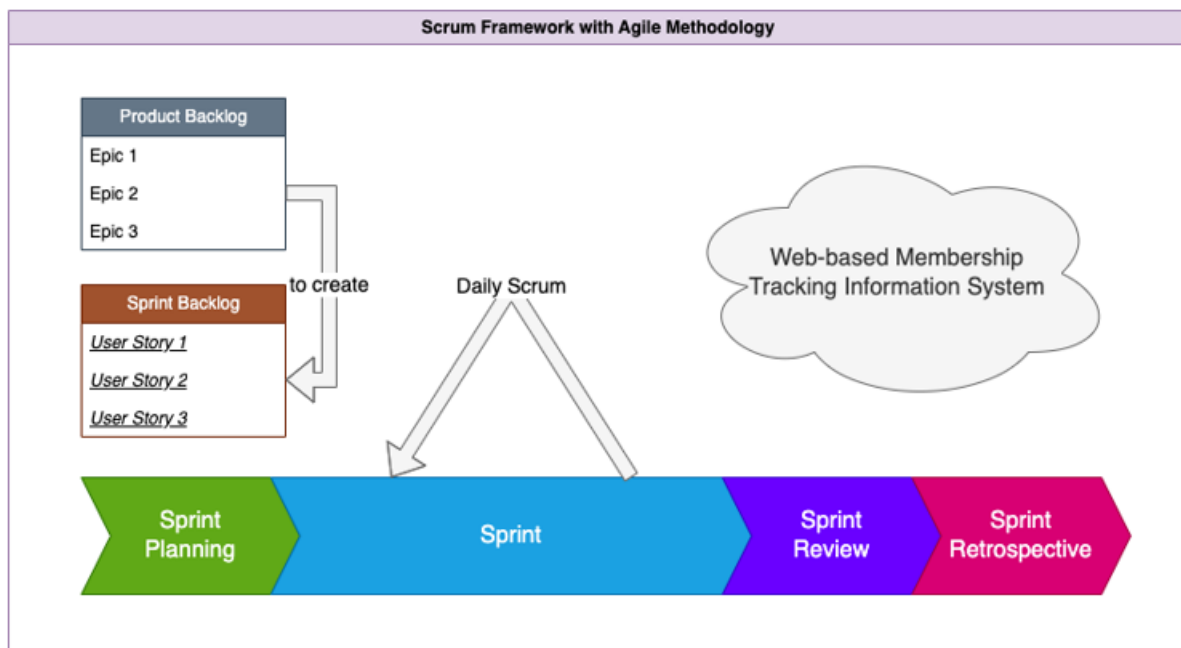 Scrum Framework with Agile Methodology
Product Backlog
Epic 1
Epic 2
Epic 3
to create
Sprint Backlog
User Story 1
User Story 2
User Story 3
Daily Scrum
Web-based Membership
Tracking Information System
Sprint
Planning
Sprint
Sprint
Review
Sprint
Retrospective